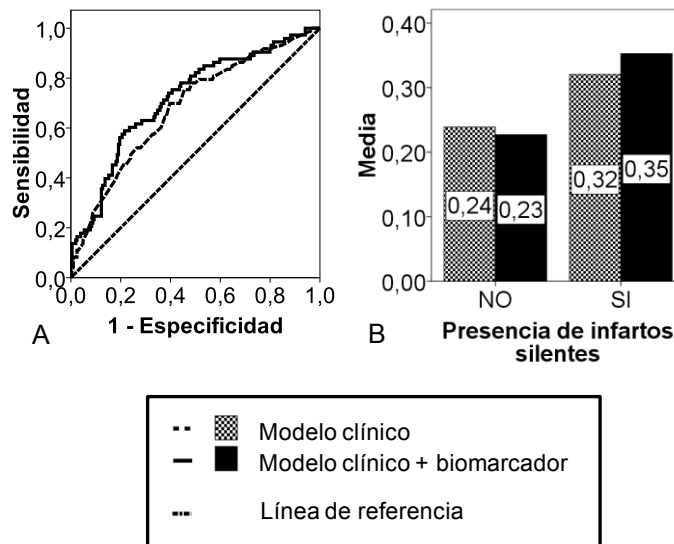 Sensibilidad
1,0
0,8
0,6
0,4
0,2
0,0
0,0 0,2 0,4 0,6 0,8 1,0
1 - Especificidad
A
Media
0,40
0,30
0,20
0,10
0,00
0,24
0,23
0,32
0,35
NO
SI
Presencia de infartos
silentes
B
Modelo clínico
Modelo clínico + biomarcador
Línea de referencia